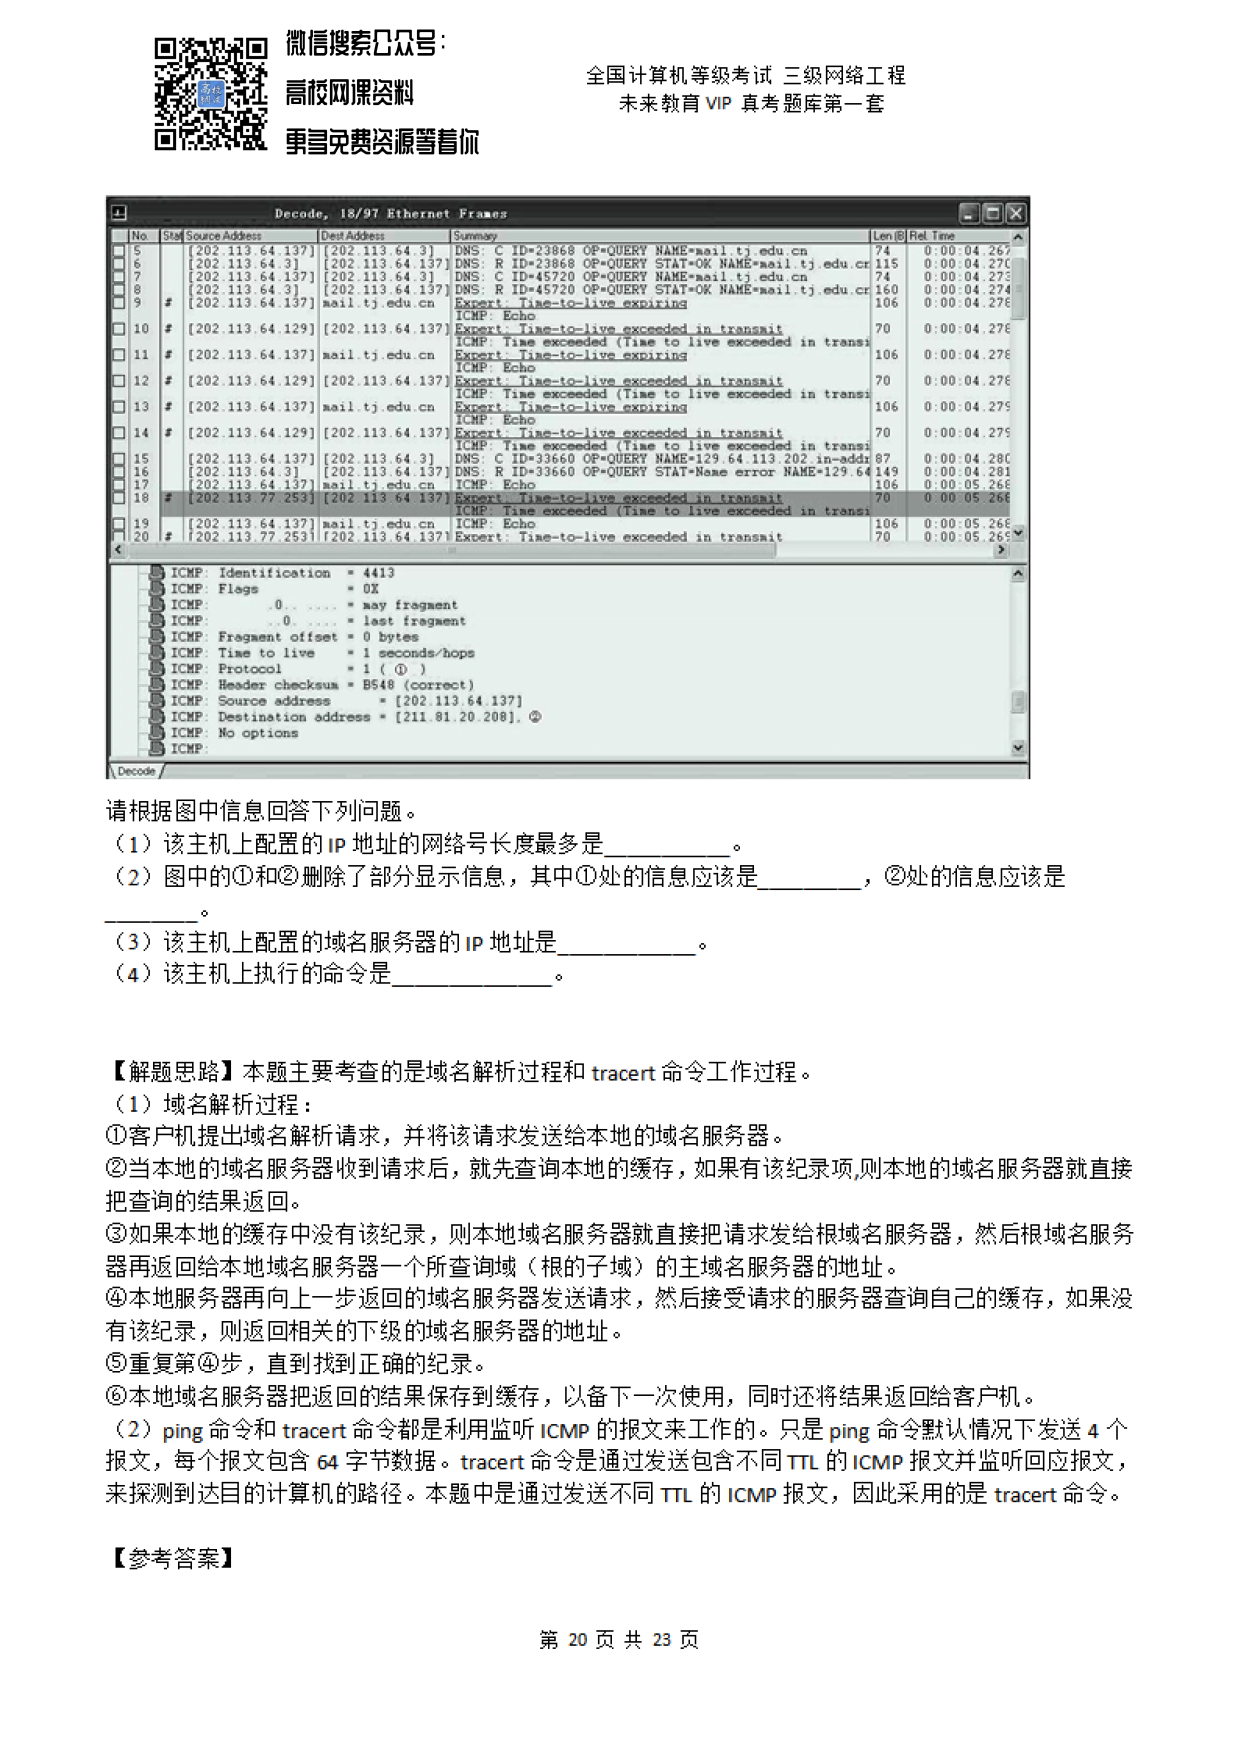 微信搜索公众号：
高校网课资料
更多免费资源等着你
全国计算机等级考试 三级网络工程
未来教育 VIP 真考题库第一套
Decode, 18/97 Ethernet Frames
No. Stat Source Address Dest Address Summary Len (B Rel. Time
5 [202.113.64.137] [202.113.64.3] DNS: C ID=23868 OP=QUERY NAME=mail.tj.edu.cn 74 0:00:04.267
6 [202.113.64.3] [202.113.64.137] DNS: R ID=23868 OP=QUERY STAT=OK NAME=mail.tj.edu.cr 115 0:00:04.270
7 [202.113.64.137] [202.113.64.3] DNS: C ID=45720 OP=QUERY NAME=mail.tj.edu.cn 74 0:00:04.273
8 [202.113.64.3] [202.113.64.137] DNS: R ID=45720 OP=QUERY STAT=OK NAME=mail.tj.edu.cr 160 0:00:04.274
9 # [202.113.64.137] mail.tj.edu.cn Expert: Time-to-live expiring 106 0:00:04.278
ICMP: Echo
10 # [202.113.64.129] [202.113.64.137] Expert: Time-to-live exceeded in transmit 70 0:00:04.278
ICMP: Time exceeded (Time to live exceeded in transi
11 # [202.113.64.137] mail.tj.edu.cn Expert: Time-to-live expiring 106 0:00:04.278
ICMP: Echo
12 # [202.113.64.129] [202.113.64.137] Expert: Time-to-live exceeded in transmit 70 0:00:04.278
ICMP: Time exceeded (Time to live exceeded in transi
13 # [202.113.64.137] mail.tj.edu.cn Expert: Time-to-live expiring 106 0:00:04.279
ICMP: Echo
14 # [202.113.64.129] [202.113.64.137] Expert: Time-to-live exceeded in transmit 70 0:00:04.279
ICMP: Time exceeded (Time to live exceeded in transi
15 [202.113.64.137] [202.113.64.3] DNS: C ID=33660 OP=QUERY NAME=129.64.113.202.in-addr 87 0:00:04.280
16 [202.113.64.3] [202.113.64.137] DNS: R ID=33660 OP=QUERY STAT=Name error NAME=129.64 149 0:00:04.281
17 [202.113.64.137] mail.tj.edu.cn ICMP: Echo 106 0:00:05.268
18 # [202.113.77.253] [202.113.64.137] Expert: Time-to-live exceeded in transmit 70 0:00:05.268
ICMP: Time exceeded (Time to live exceeded in transi
19 [202.113.64.137] mail.tj.edu.cn ICMP: Echo 106 0:00:05.268
20 # [202.113.77.253] [202.113.64.137] Expert: Time-to-live exceeded in transmit 70 0:00:05.269
ICMP: Identification = 4413
ICMP: Flags = 0X
ICMP: .0.. .... = may fragment
ICMP: ..0. .... = last fragment
ICMP: Fragment offset = 0 bytes
ICMP: Time to live = 1 seconds/hops
ICMP: Protocol = 1 ( ① )
ICMP: Header checksum = B548 (correct)
ICMP: Source address = [202.113.64.137]
ICMP: Destination address = [211.81.20.208], ②
ICMP: No options
ICMP:
Decode
请根据图中信息回答下列问题。
（1）该主机上配置的 IP 地址的网络号长度最多是___________。
（2）图中的①和②删除了部分显示信息，其中①处的信息应该是_________，②处的信息应该是
________。
（3）该主机上配置的域名服务器的 IP 地址是____________。
（4）该主机上执行的命令是______________。
【解题思路】本题主要考查的是域名解析过程和 tracert 命令工作过程。
（1）域名解析过程：
①客户机提出域名解析请求，并将该请求发送给本地的域名服务器。
②当本地的域名服务器收到请求后，就先查询本地的缓存，如果有该纪录项,则本地的域名服务器就直接
把查询的结果返回。
③如果本地的缓存中没有该纪录，则本地域名服务器就直接把请求发给根域名服务器，然后根域名服务
器再返回给本地域名服务器一个所查询域（根的子域）的主域名服务器的地址。
④本地服务器再向上一步返回的域名服务器发送请求，然后接受请求的服务器查询自己的缓存，如果没
有该纪录，则返回相关的下级的域名服务器的地址。
⑤重复第④步，直到找到正确的纪录。
⑥本地域名服务器把返回的结果保存到缓存，以备下一次使用，同时还将结果返回给客户机。
（2）ping 命令和 tracert 命令都是利用监听 ICMP 的报文来工作的。只是 ping 命令默认情况下发送 4 个
报文，每个报文包含 64 字节数据。tracert 命令是通过发送包含不同 TTL 的 ICMP 报文并监听回应报文，
来探测到达目的计算机的路径。本题中是通过发送不同 TTL 的 ICMP 报文，因此采用的是 tracert 命令。
【参考答案】
第 20 页 共 23 页